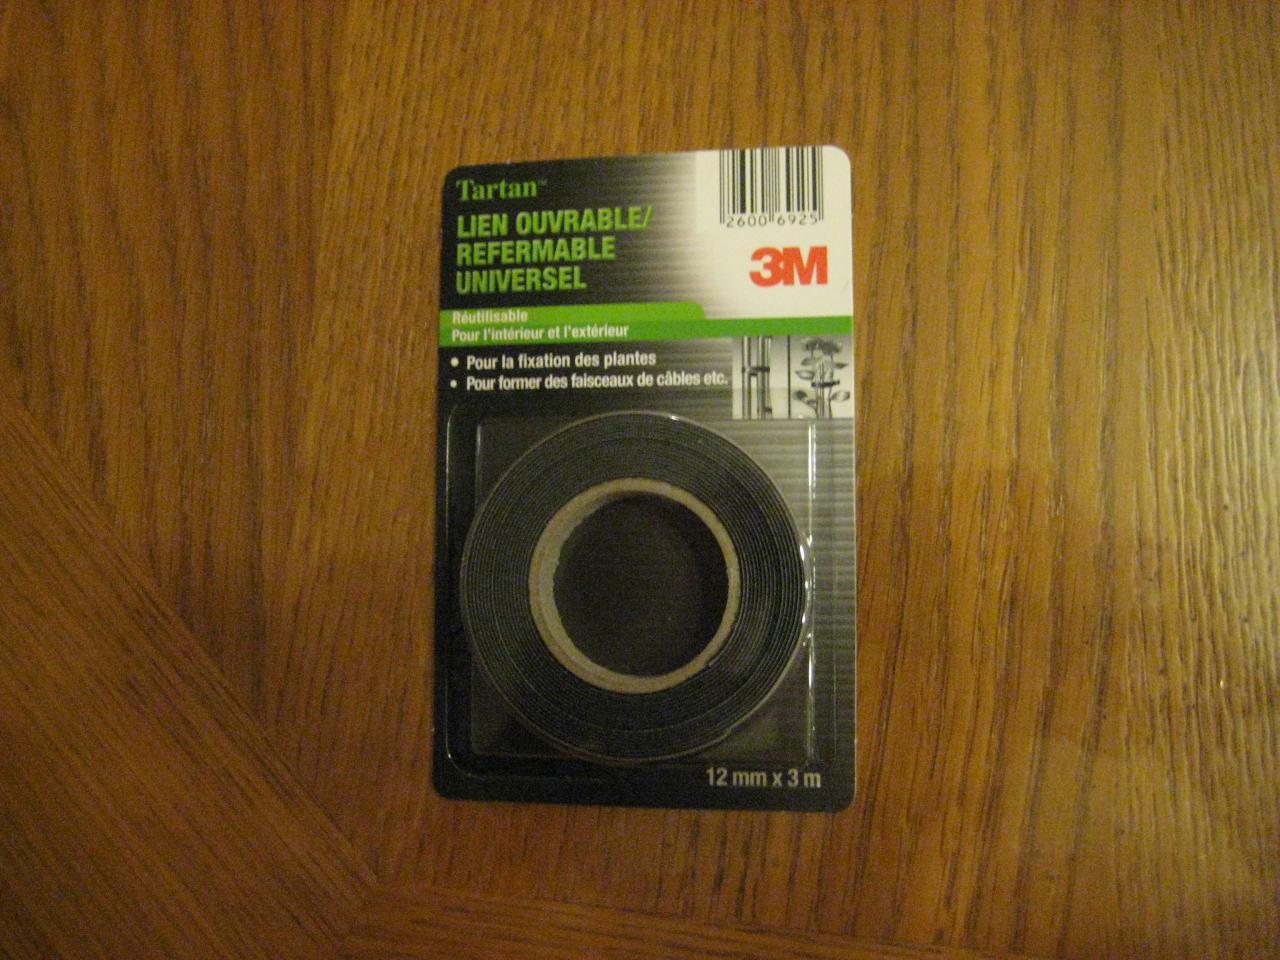 Tartan™
LIEN OUVRABLE/
REFERMABLE
UNIVERSEL
2600 6925
3M
Réutilisable
Pour l'intérieur et l'extérieur
• Pour la fixation des plantes
• Pour former des faisceaux de câbles etc.
12 mm x 3 m